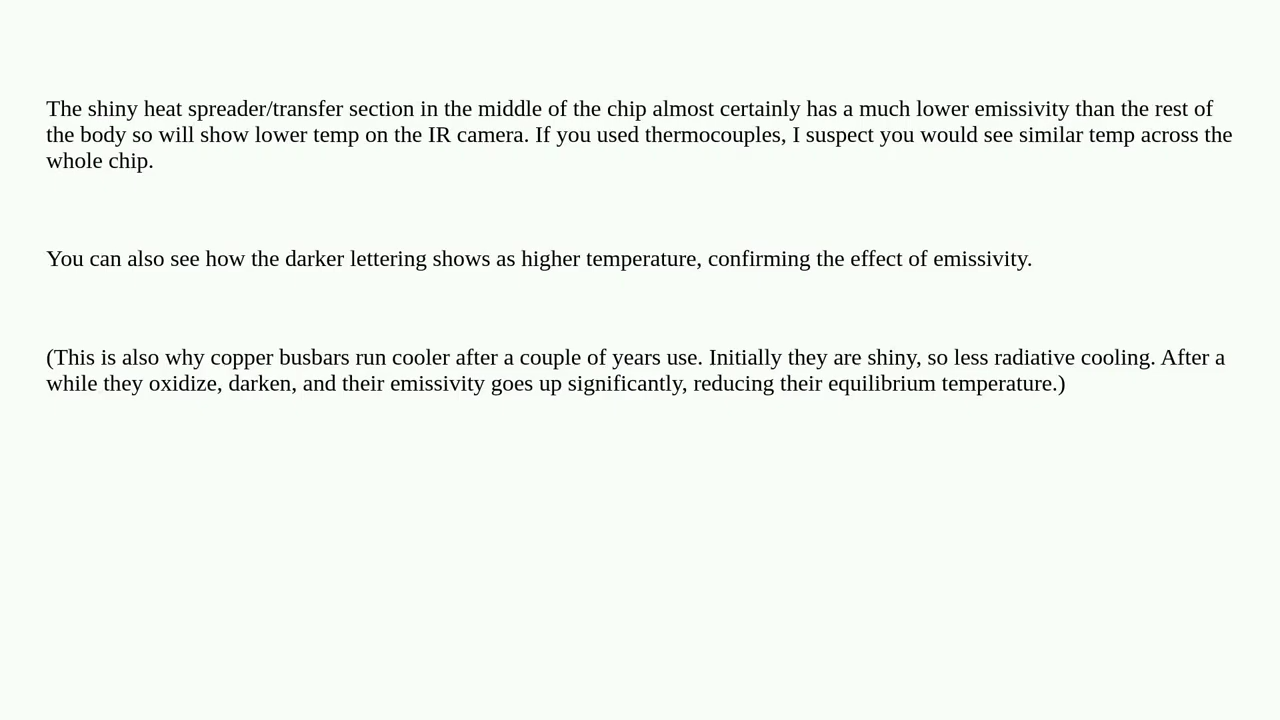 The shiny heat spreader/transfer section in the middle of the chip almost certainly has a much lower emissivity than the rest of
the body so will show lower temp on the IR camera. If you used thermocouples, I suspect you would see similar temp across the
whole chip.
You can also see how the darker lettering shows as higher temperature, confirming the effect of emissivity.
(This is also why copper busbars run cooler after a couple of years use. Initially they are shiny, so less radiative cooling. After a
while they oxidize, darken, and their emissivity goes up significantly, reducing their equilibrium temperature.)